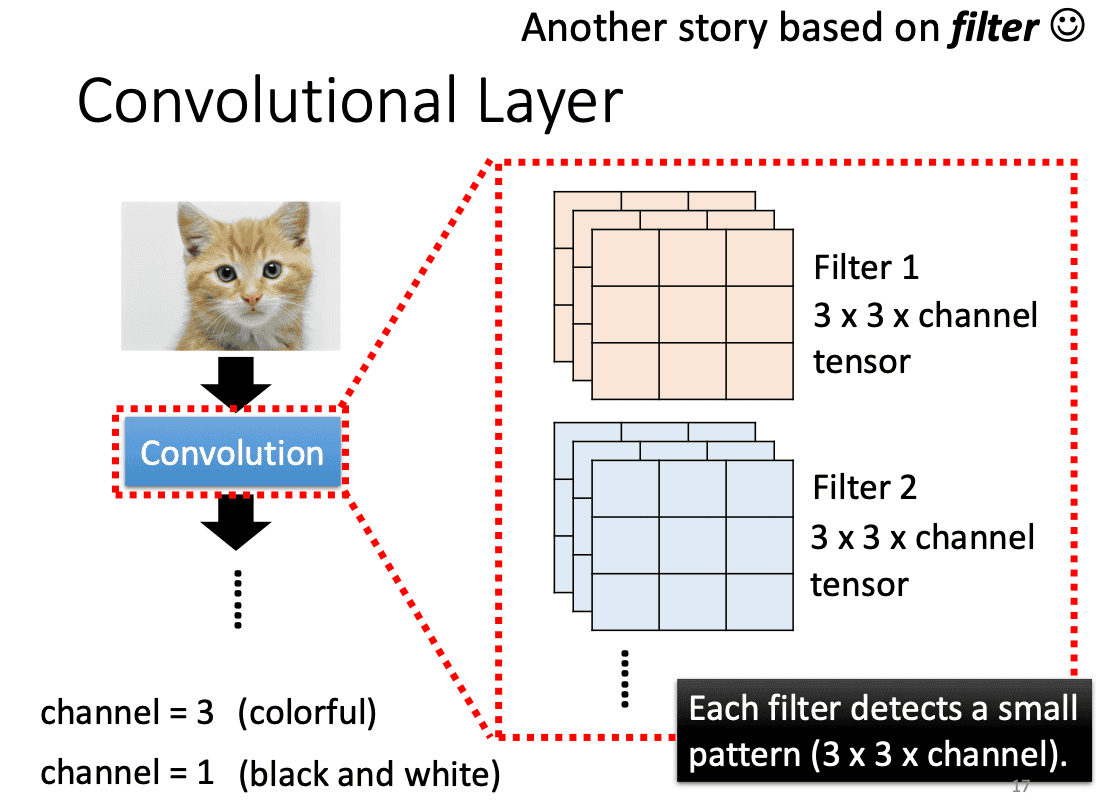 Another story based on filter ☺
Convolutional Layer
Convolution
channel = 3 (colorful)
channel = 1 (black and white)
Filter 1
3 x 3 x channel
tensor
Filter 2
3 x 3 x channel
tensor
Each filter detects a small
pattern (3 x 3 x channel).
17